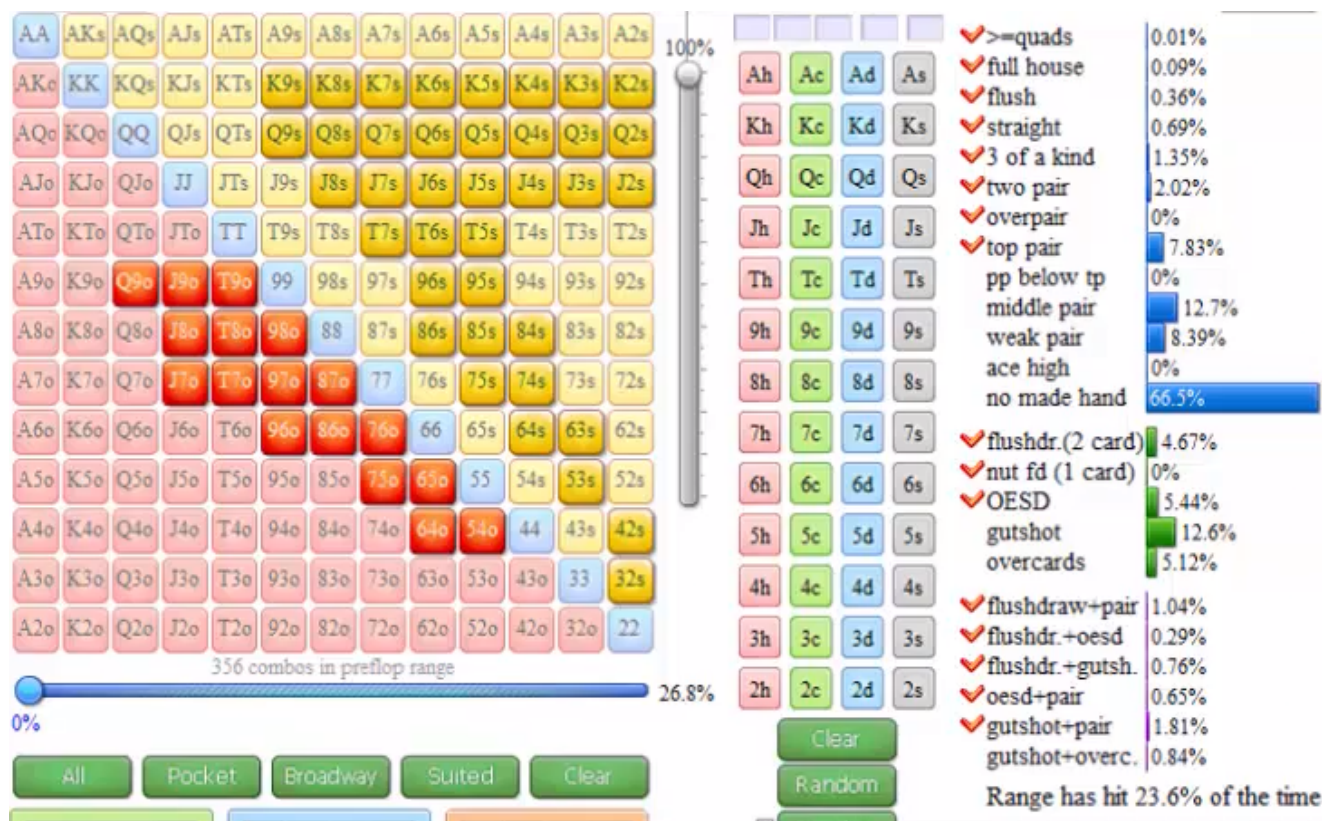 AA AKs AQs AJs ATs A9s A8s A7s A6s A5s A4s A3s A2s
AKo KK KQs KJs KTs K9s K8s K7s K6s K5s K4s K3s K2s
AQo KQo QQ QJs QTs Q9s Q8s Q7s Q6s Q5s Q4s Q3s Q2s
AJo KJo QJo JJ JTs J9s J8s J7s J6s J5s J4s J3s J2s
ATo KTo QTo JTo TT T9s T8s T7s T6s T5s T4s T3s T2s
A9o K9o Q9o J9o T9o 99 98s 97s 96s 95s 94s 93s 92s
A8o K8o Q8o J8o T8o 98o 88 87s 86s 85s 84s 83s 82s
A7o K7o Q7o J7o T7o 97o 87o 77 76s 75s 74s 73s 72s
A6o K6o Q6o J6o T6o 96o 86o 76o 66 65s 64s 63s 62s
A5o K5o Q5o J5o T5o 95o 85o 75o 65o 55 54s 53s 52s
A4o K4o Q4o J4o T4o 94o 84o 74o 64o 54o 44 43s 42s
A3o K3o Q3o J3o T3o 93o 83o 73o 63o 53o 43o 33 32s
A2o K2o Q2o J2o T2o 92o 82o 72o 62o 52o 42o 32o 22
356 combos in preflop range
26.8%
0%
All Pocket Broadway Suited Clear
100%
Ah Ac Ad As
Kh Kc Kd Ks
Qh Qc Qd Qs
Jh Jc Jd Js
Th Tc Td Ts
9h 9c 9d 9s
8h 8c 8d 8s
7h 7c 7d 7s
6h 6c 6d 6s
5h 5c 5d 5s
4h 4c 4d 4s
3h 3c 3d 3s
2h 2c 2d 2s
Clear
Random
>=quads 0.01%
full house 0.09%
flush 0.36%
straight 0.69%
3 of a kind 1.35%
two pair 2.02%
overpair 0%
top pair 7.83%
pp below tp 0%
middle pair 12.7%
weak pair 8.39%
ace high 0%
no made hand 66.5%
flushdr.(2 card) 4.67%
nut fd (1 card) 0%
OESD 5.44%
gutshot 12.6%
overcards 5.12%
flushdraw+pair 1.04%
flushdr.+oesd 0.29%
flushdr.+gutsh. 0.76%
oesd+pair 0.65%
gutshot+pair 1.81%
gutshot+overc. 0.84%
Range has hit 23.6% of the time